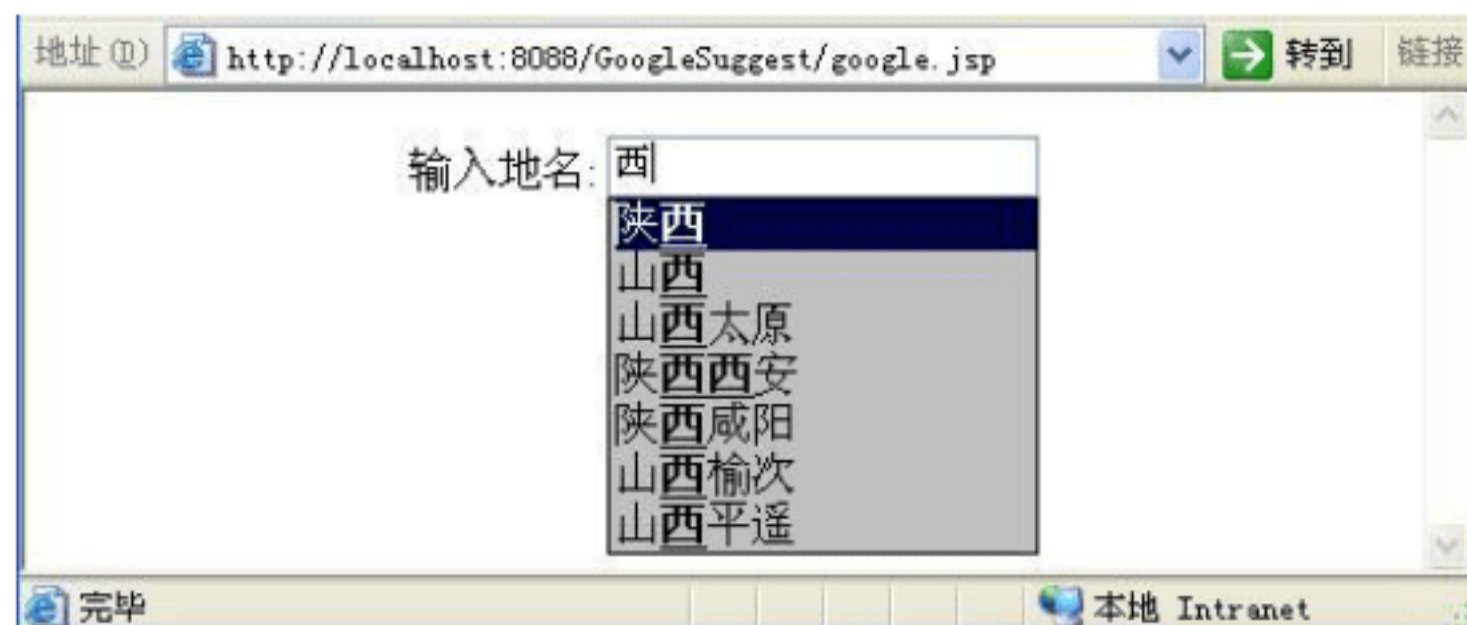 地址(D) http://localhost:8088/GoogleSuggest/google.jsp 转到 链接
输入地名: 西
陕西
山西
山西太原
陕西西安
陕西咸阳
山西榆次
山西平遥
完毕 本地 Intranet